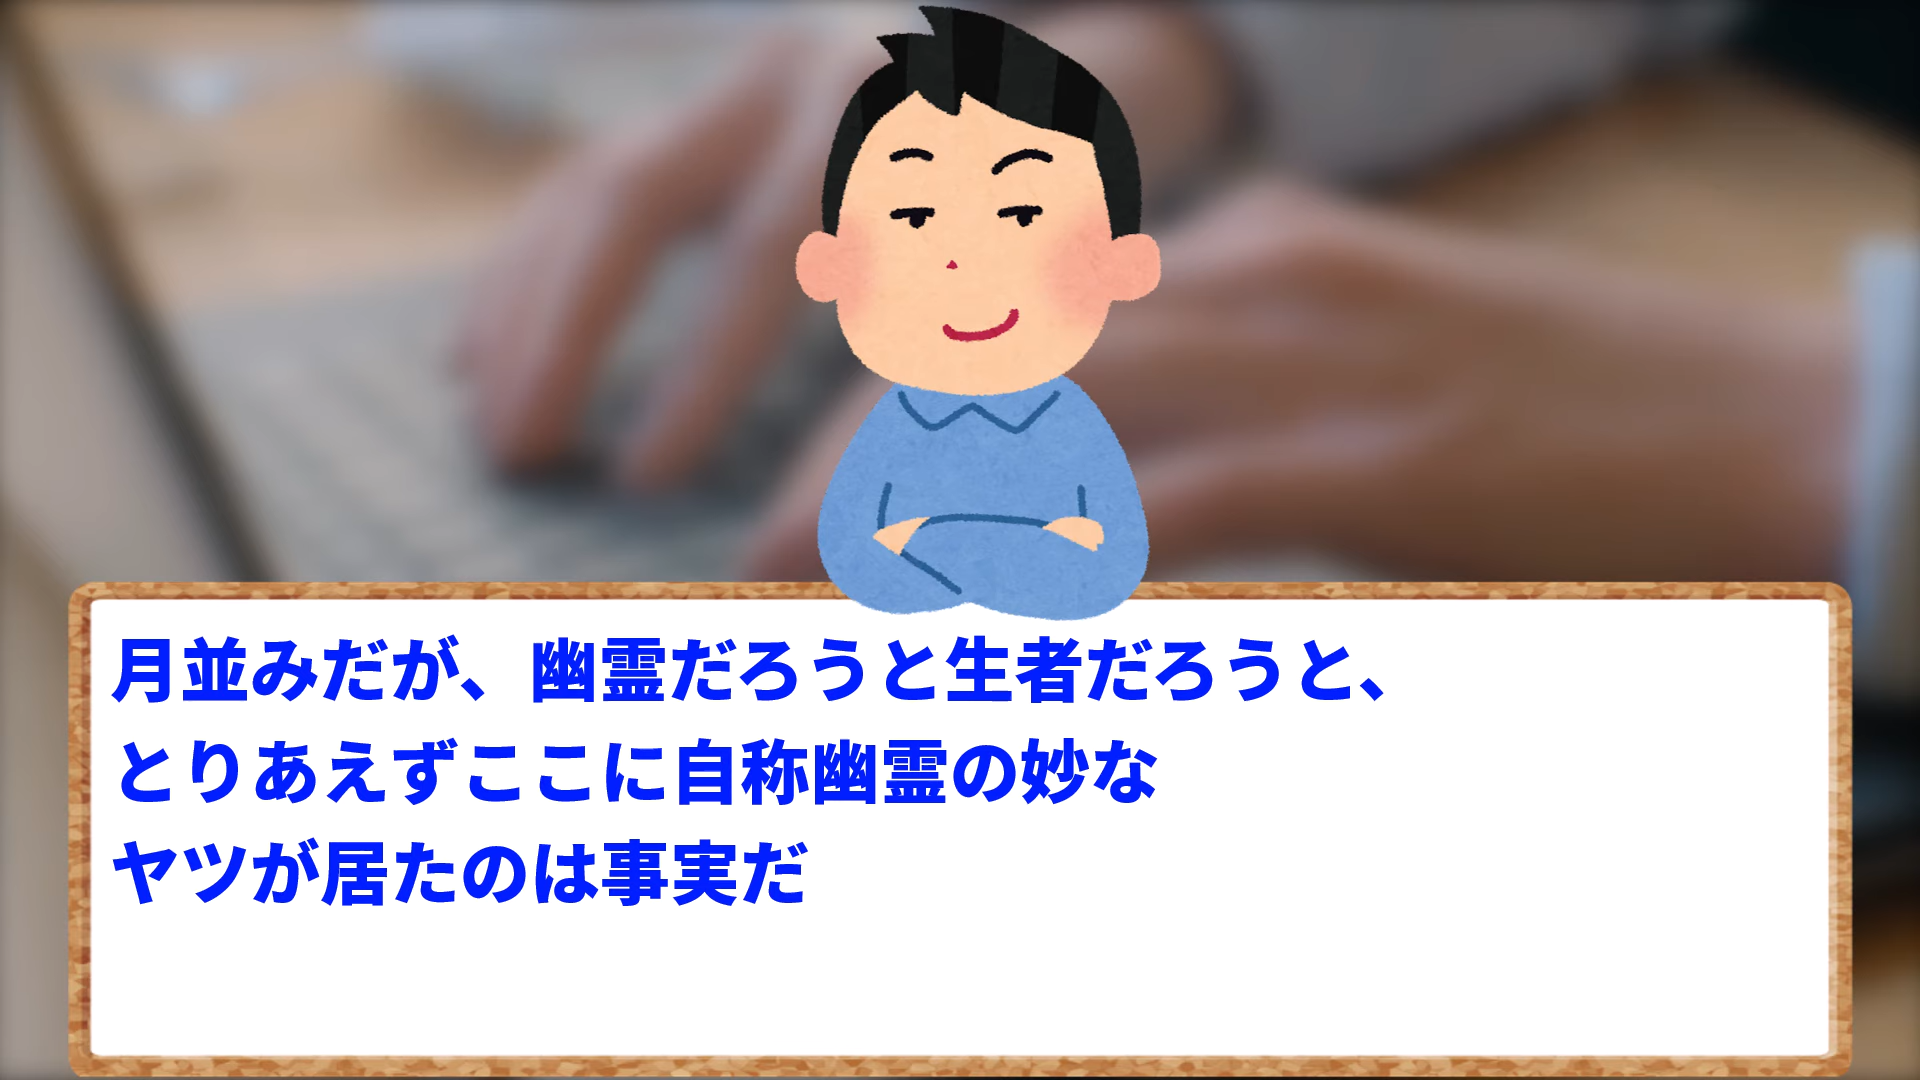 月並みだが、幽霊だろうと生者だろうと、
とりあえずここに自称幽霊の妙な
ヤツが居たのは事実だ